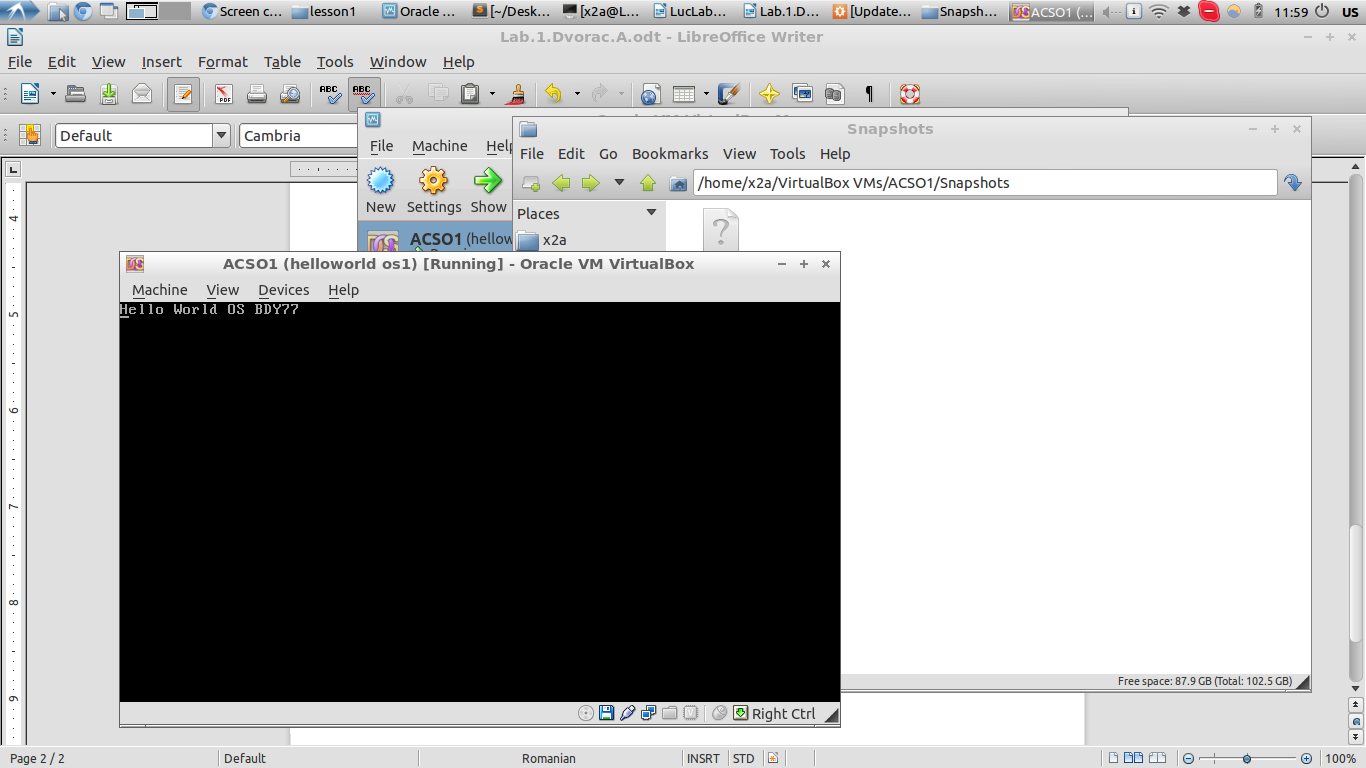 Screen c...
lesson1
Oracle ...
[~/Desk...
[x2a@L...
LucLab...
Lab.1.D...
[Update...
Snapsh...
ACSO1 (...
11:59
US
Lab.1.Dvorac.A.odt - LibreOffice Writer
File Edit View Insert Format Table Tools Window Help
PDF
ABC
ABC
Default
Cambria
File Machine Help
New Settings Show
ACSO1 (hellow
Snapshots
File Edit Go Bookmarks View Tools Help
/home/x2a/VirtualBox VMs/ACSO1/Snapshots
Places
x2a
?
ACSO1 (helloworld os1) [Running] - Oracle VM VirtualBox
Machine View Devices Help
Hello World OS BDY77
Right Ctrl
Free space: 87.9 GB (Total: 102.5 GB)
4
5
6
7
8
9
Page 2 / 2
Default
Romanian
INSRT
STD
100%